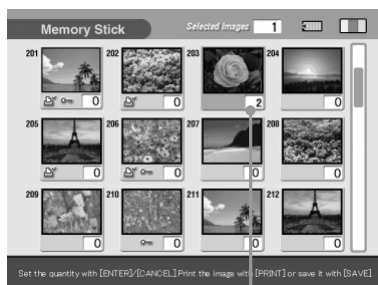 Memory Stick Selected Images 1
201 202 203 204
0 0 2 0
205 206 207 208
0 0 0 0
209 210 211 212
0 0 0 0
Set the quantity with [ENTER]/[CANCEL] Print the image with [PRINT] or save it with [SAVE]